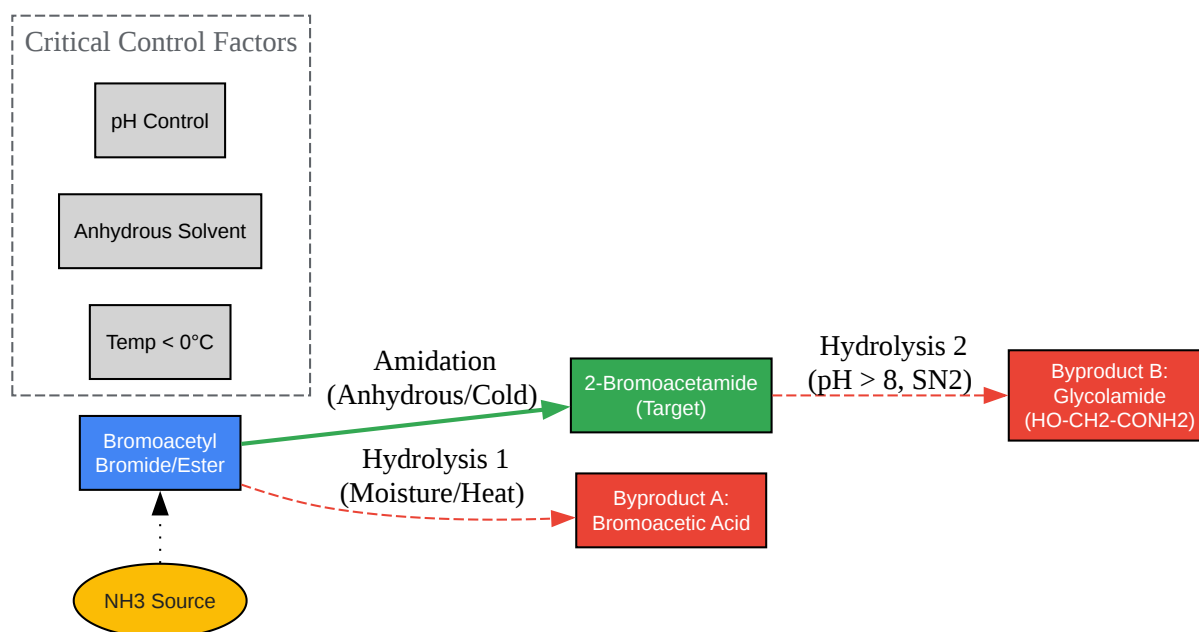 Critical Control Factors
pH Control
Anhydrous Solvent
Temp < 0°C
Bromoacetyl
Bromide/Ester
NH3 Source
Amidation
(Anhydrous/Cold)
Hydrolysis 1
(Moisture/Heat)
2-Bromoacetamide
(Target)
Byproduct A:
Bromoacetic Acid
Hydrolysis 2
(pH > 8, SN2)
Byproduct B:
Glycolamide
(HO-CH2-CONH2)